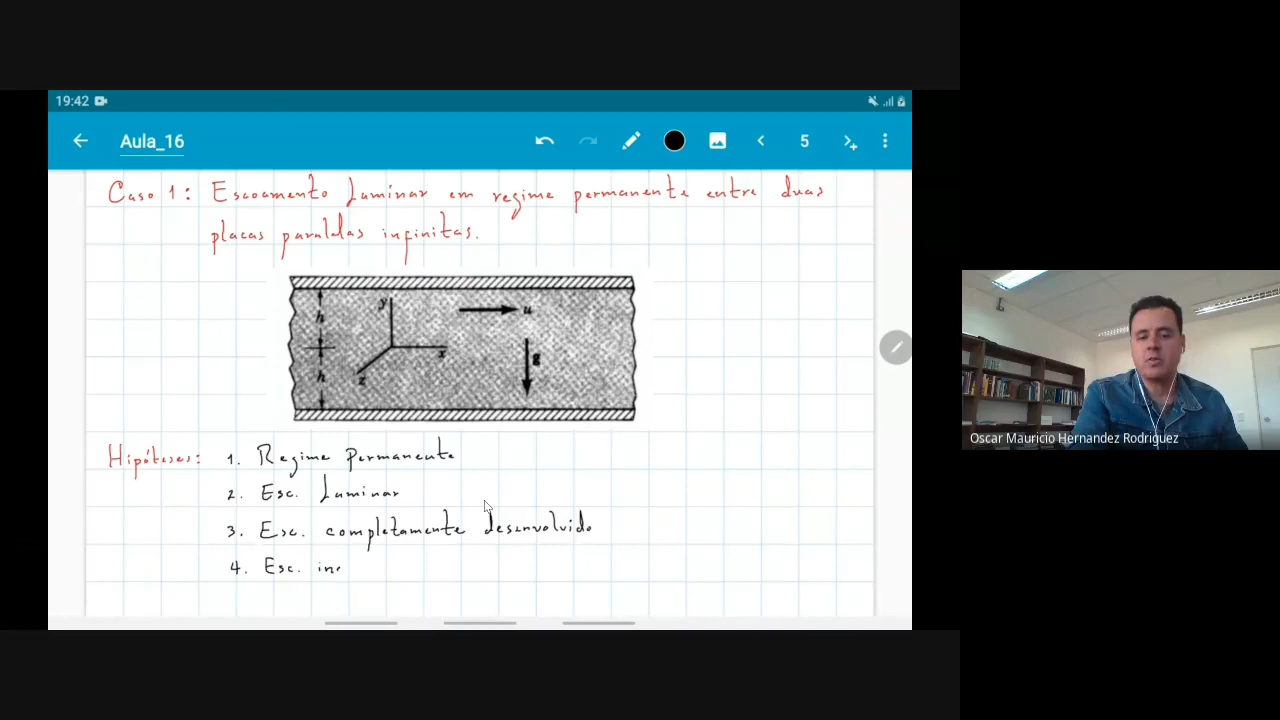 19:42
Aula_16
5
Caso 1: Escoamento Laminar em regime permanente entre duas
placas paralelas infinitas.
y
h
u
x
g
z
h
Hipóteses: 1. Regime Permanente
2. Esc. Laminar
3. Esc. completamente desenvolvido
4. Esc. inc
Oscar Mauricio Hernandez Rodriguez